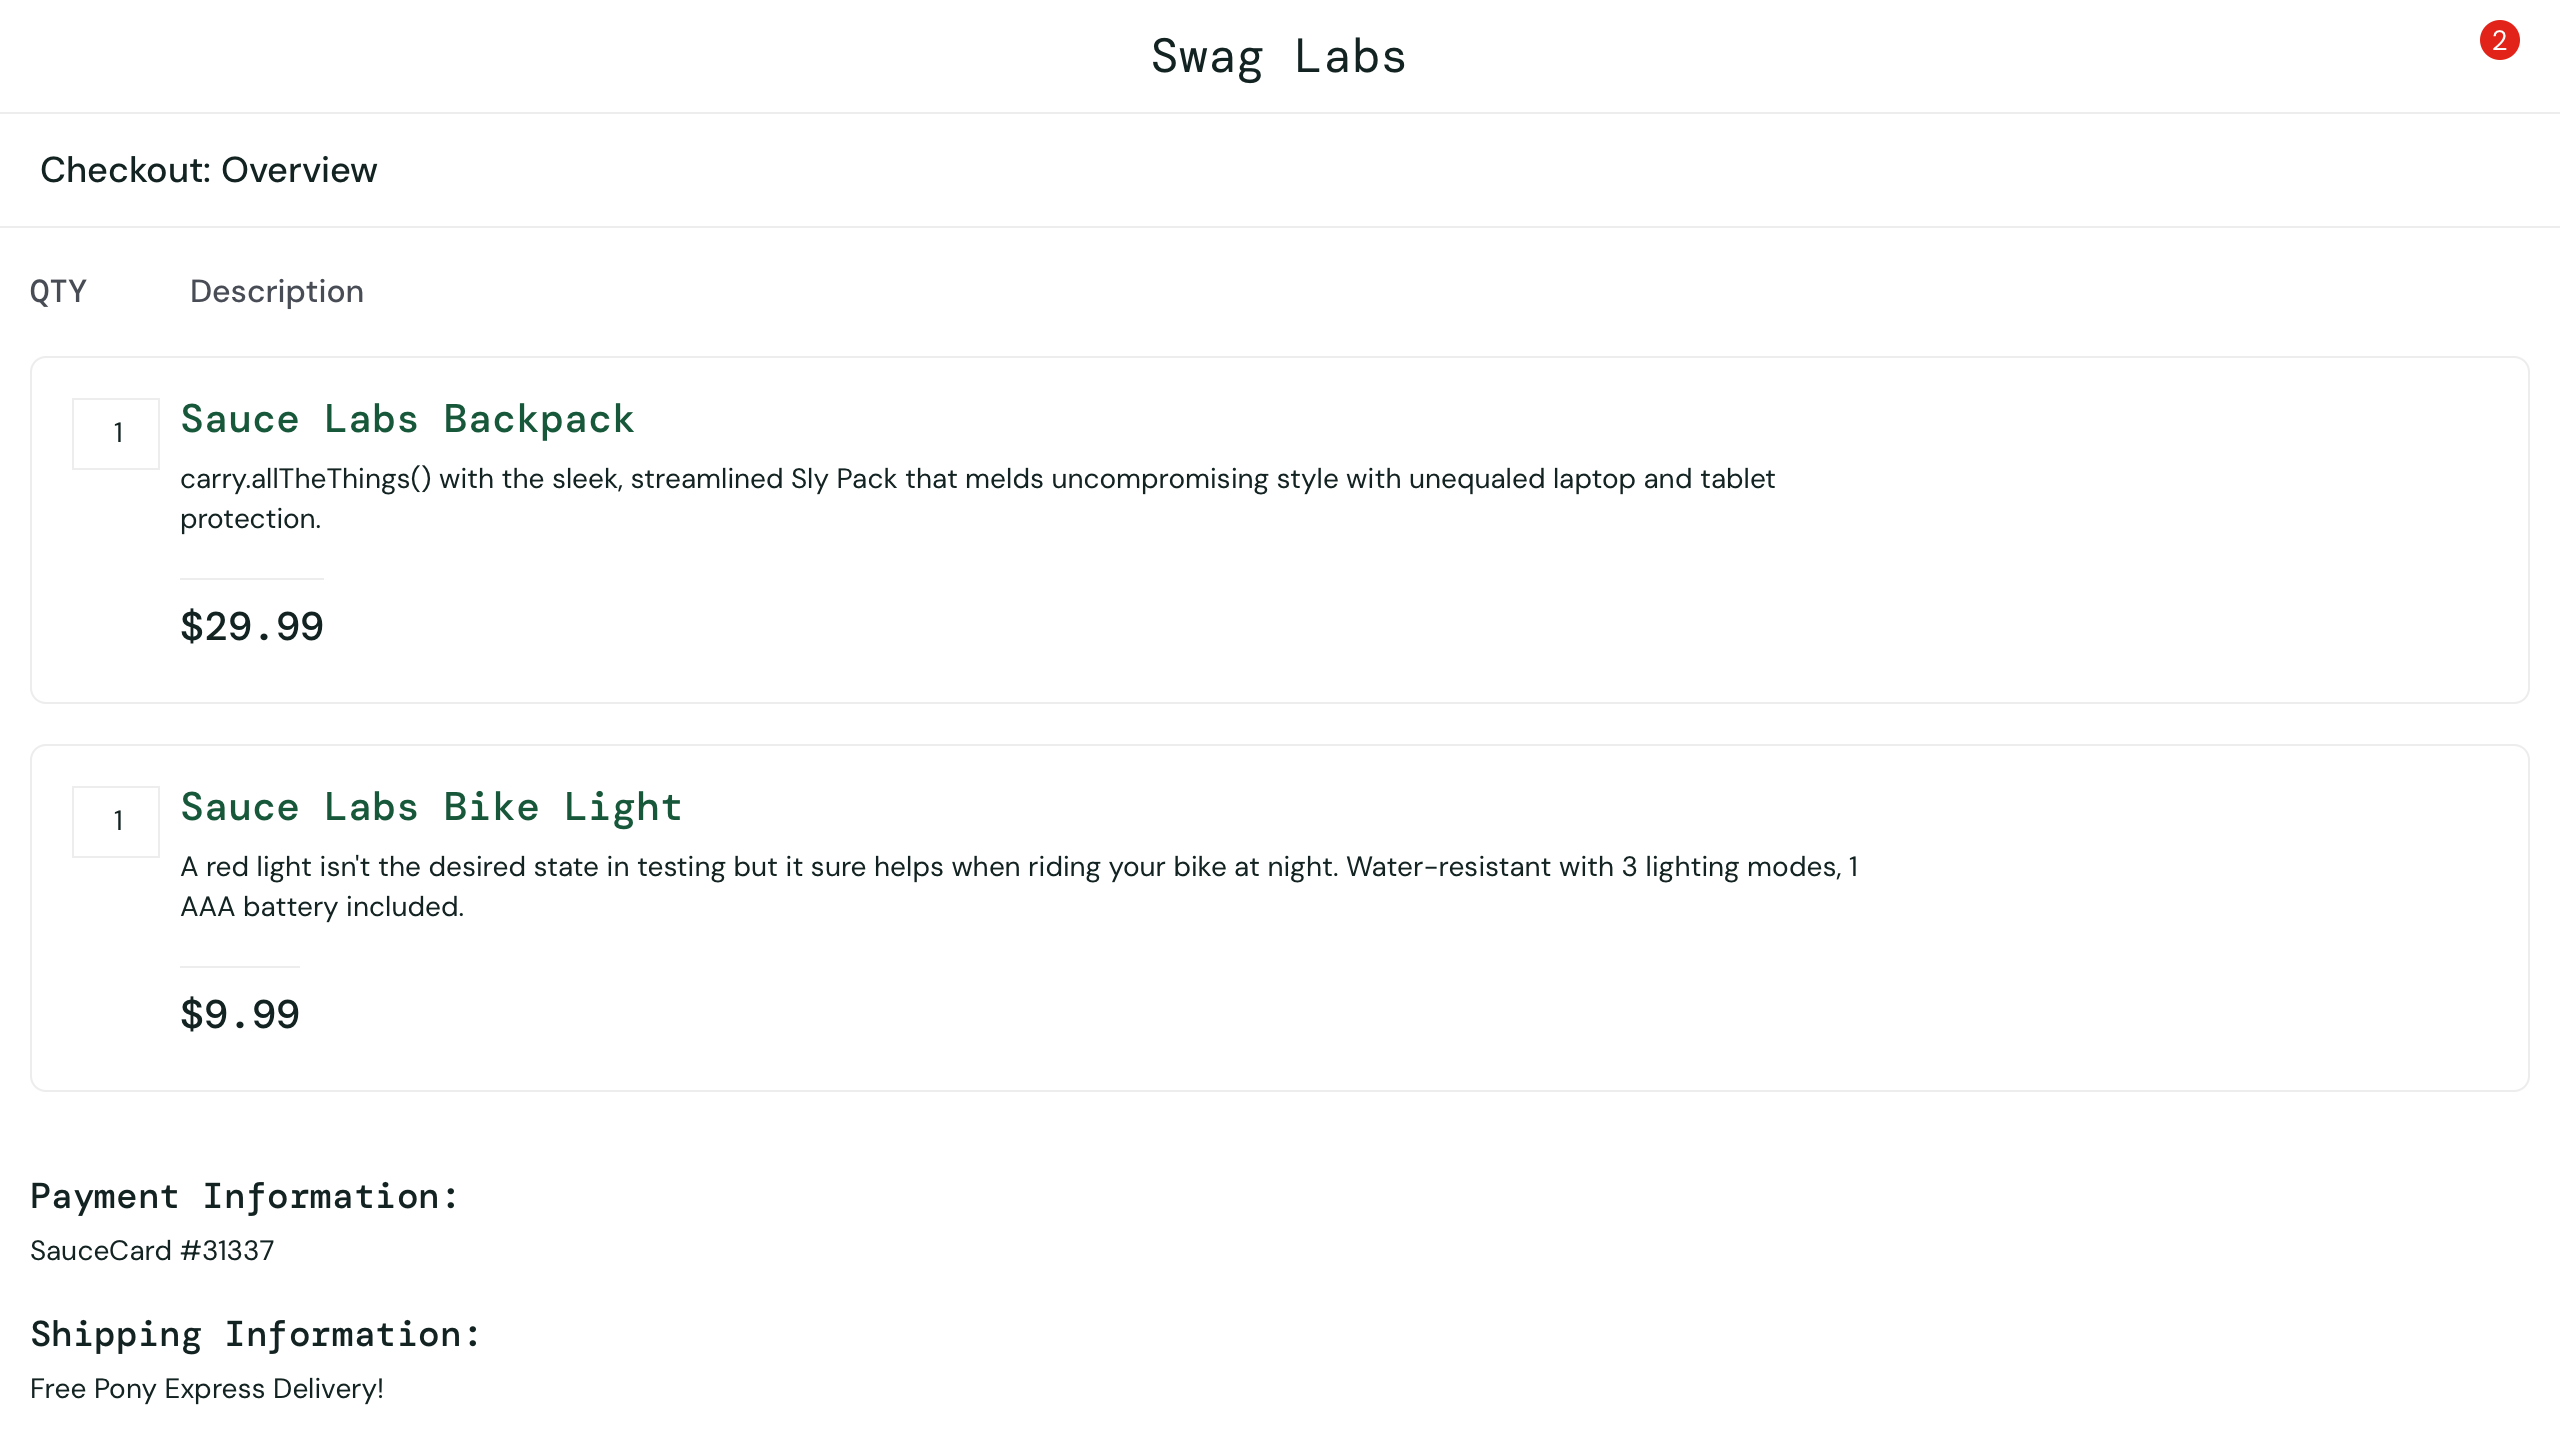 Swag Labs
2
Checkout: Overview
QTY Description
1
Sauce Labs Backpack
carry.allTheThings() with the sleek, streamlined Sly Pack that melds uncompromising style with unequaled laptop and tablet
protection.
$29.99
1
Sauce Labs Bike Light
A red light isn't the desired state in testing but it sure helps when riding your bike at night. Water-resistant with 3 lighting modes, 1
AAA battery included.
$9.99
Payment Information:
SauceCard #31337
Shipping Information:
Free Pony Express Delivery!